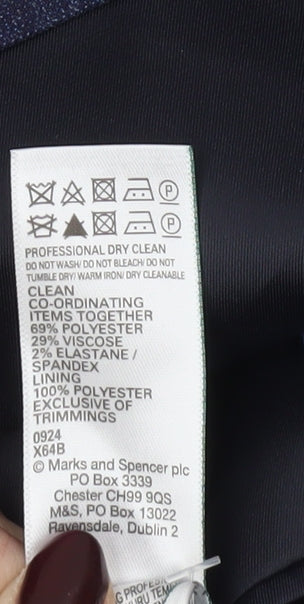 P
P
PROFESSIONAL DRY CLEAN
DO NOT WASH/ DO NOT BLEACH/ DO NOT
TUMBLE DRY/ WARM IRON/ DRY CLEANABLE
CLEAN
CO-ORDINATING
ITEMS TOGETHER
69% POLYESTER
29% VISCOSE
2% ELASTANE /
SPANDEX
LINING
100% POLYESTER
EXCLUSIVE OF
TRIMMINGS
0924
X64B
© Marks and Spencer plc
PO Box 3339
Chester CH99 9QS
M&S, PO Box 13022
Ravensdale, Dublin 2